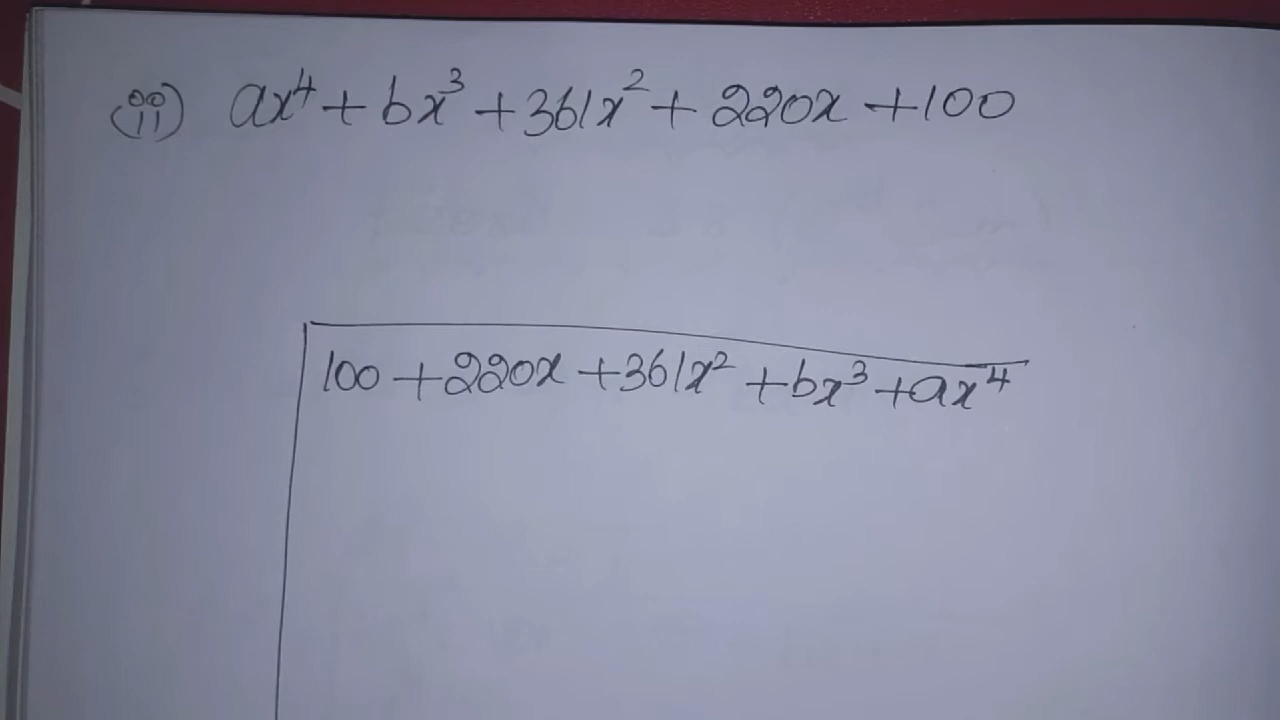 (ii) ax⁴ + bx³ + 361x² + 220x + 100
100 + 220x + 361x² + bx³ + ax⁴